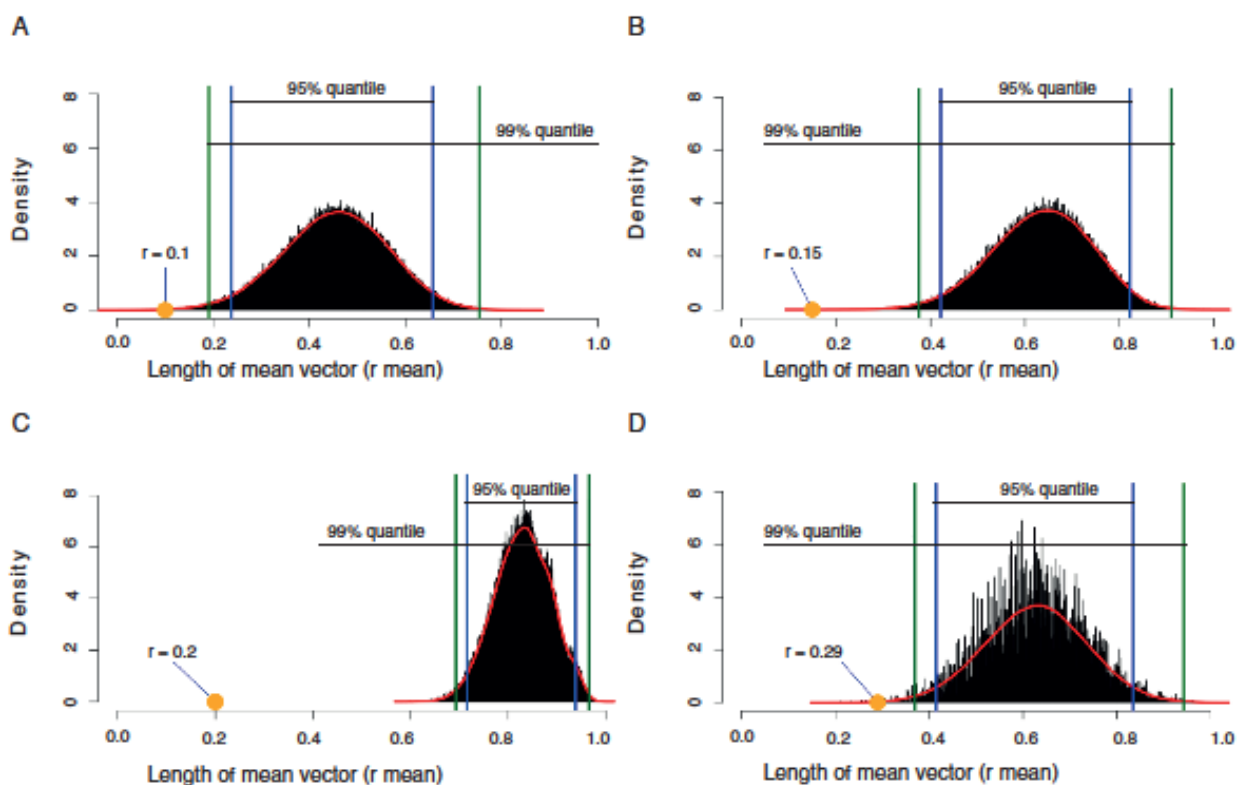 A
95% quantile
99% quantile
r = 0.1
Density
0 2 4 6 8
0.0 0.2 0.4 0.6 0.8 1.0
Length of mean vector (r mean)
B
95% quantile
99% quantile
r = 0.15
Density
0 2 4 6 8
0.0 0.2 0.4 0.6 0.8 1.0
Length of mean vector (r mean)
C
95% quantile
99% quantile
r = 0.2
Density
0 2 4 6 8
0.0 0.2 0.4 0.6 0.8 1.0
Length of mean vector (r mean)
D
95% quantile
99% quantile
r = 0.29
Density
0 2 4 6 8
0.0 0.2 0.4 0.6 0.8 1.0
Length of mean vector (r mean)